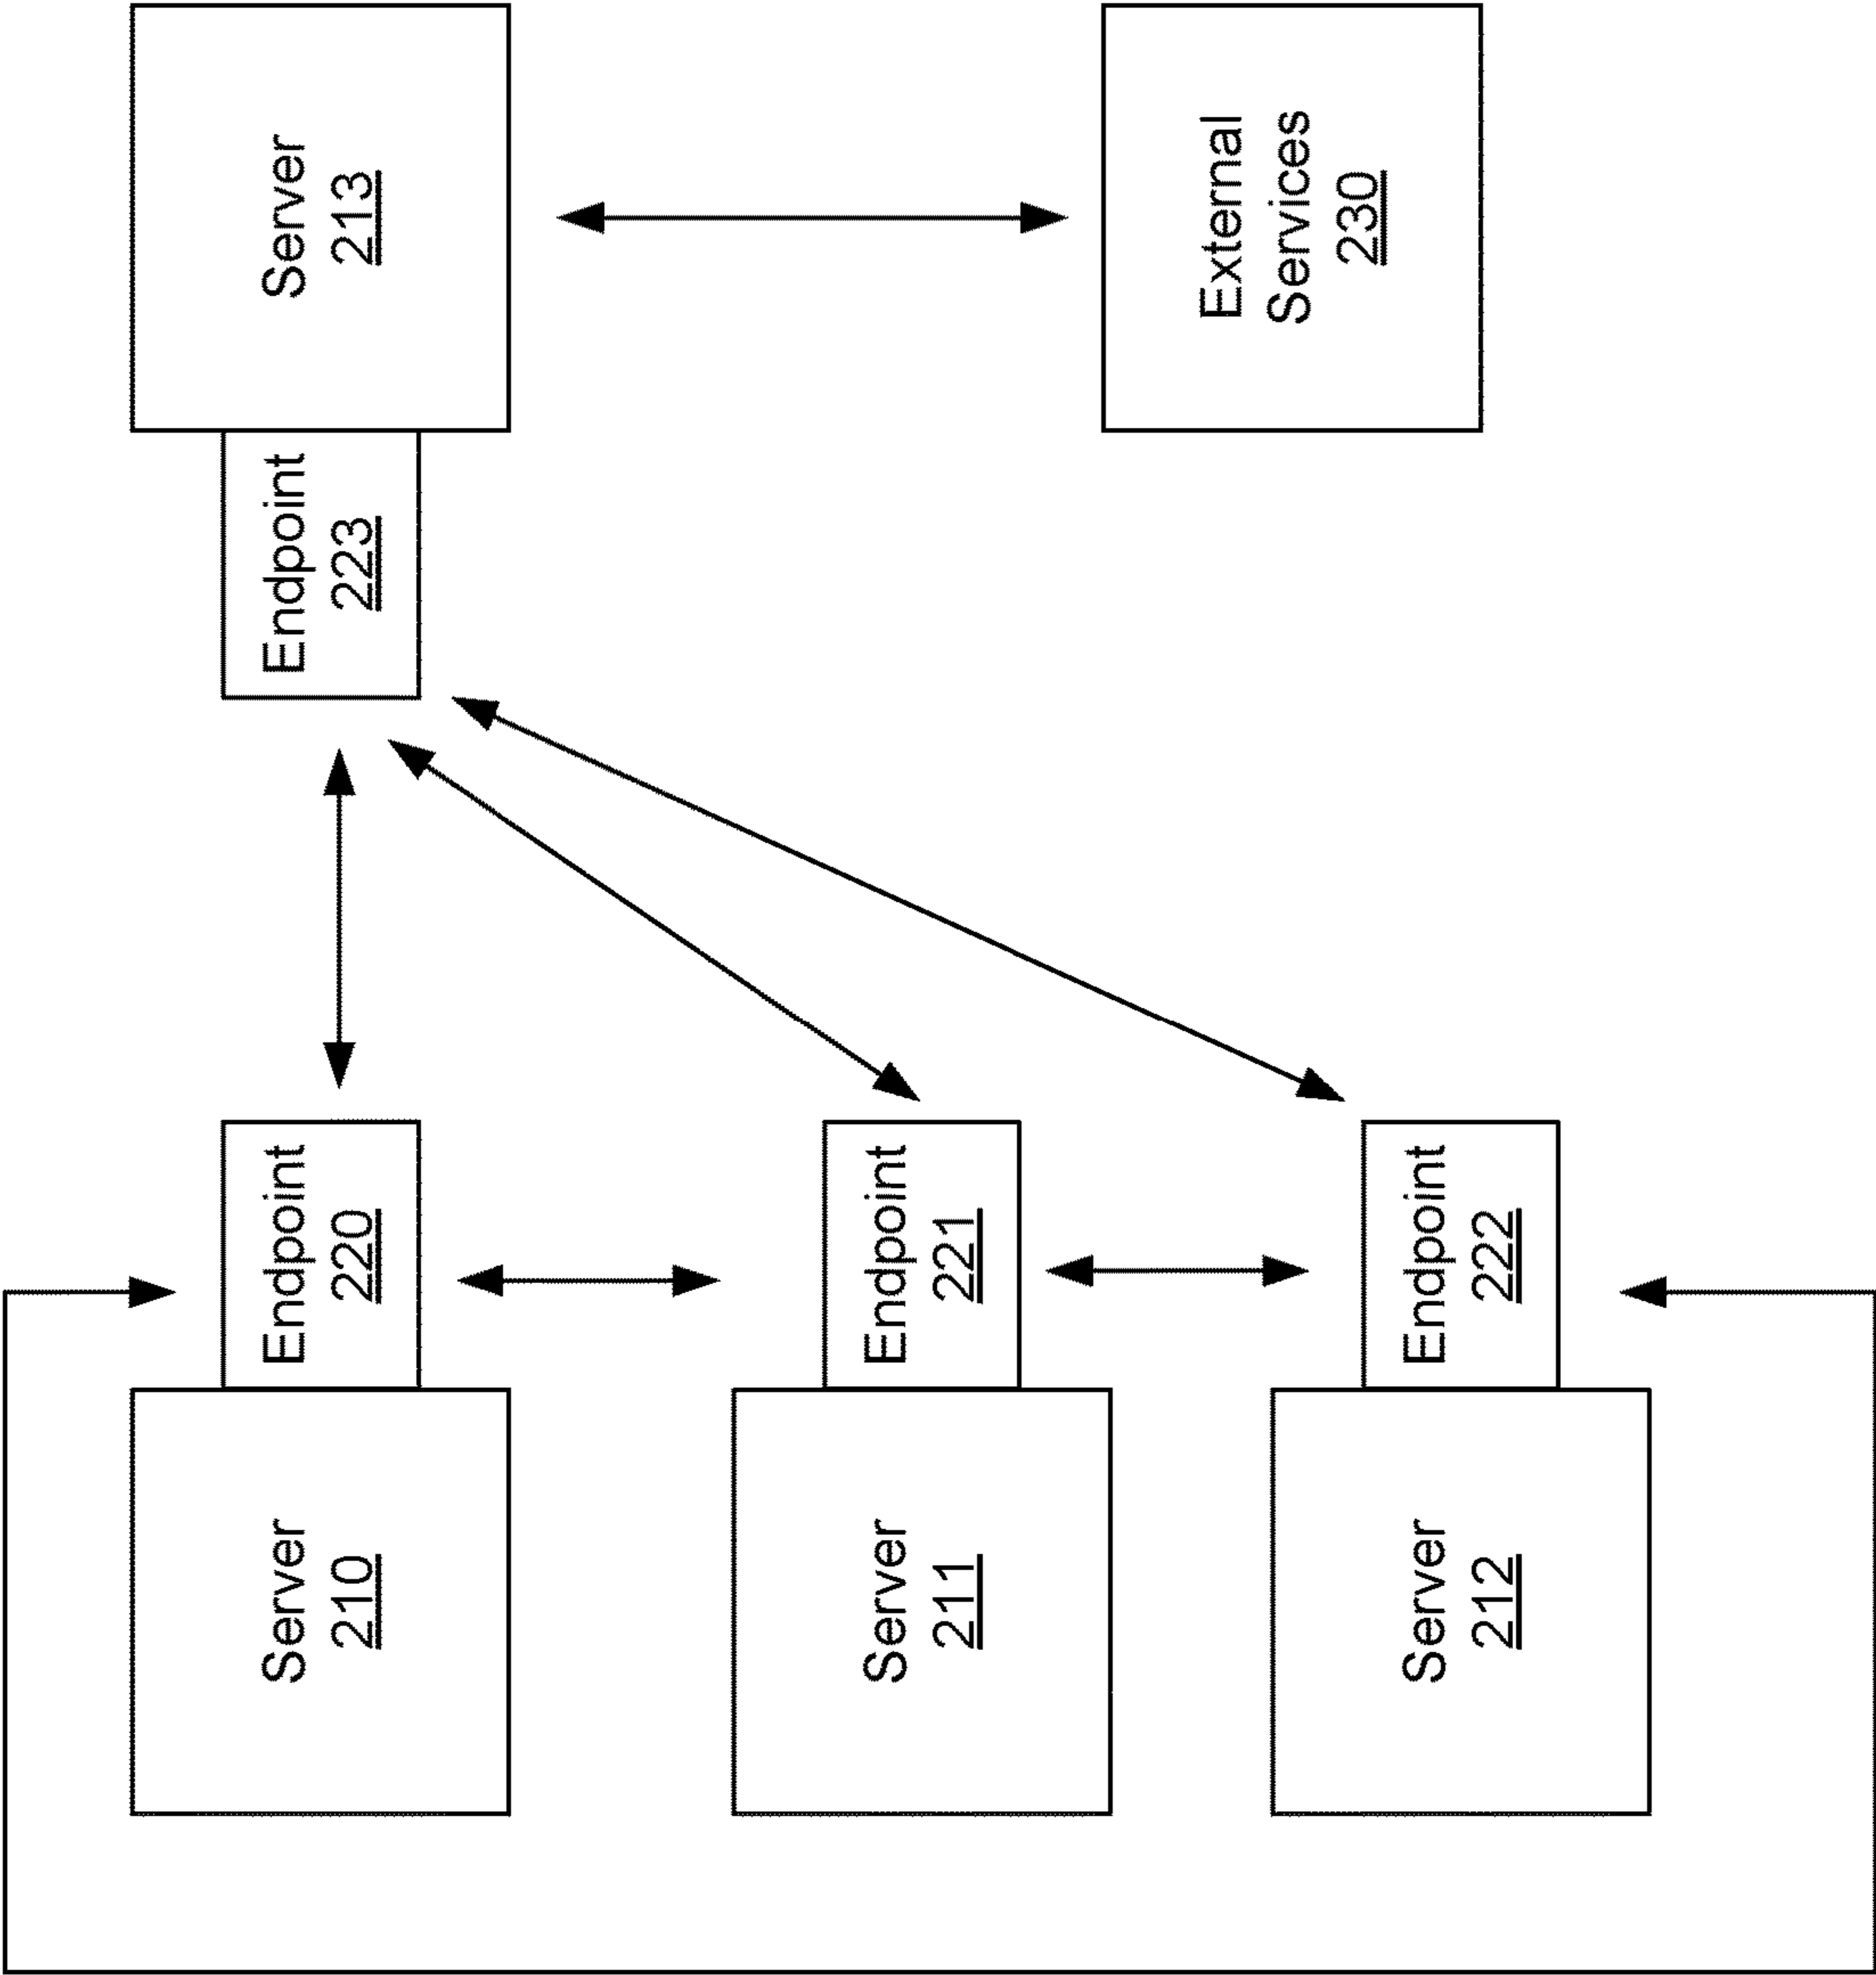 Server
210
Endpoint
220
Server
211
Endpoint
221
Server
212
Endpoint
222
Endpoint
223
Server
213
External
Services
230